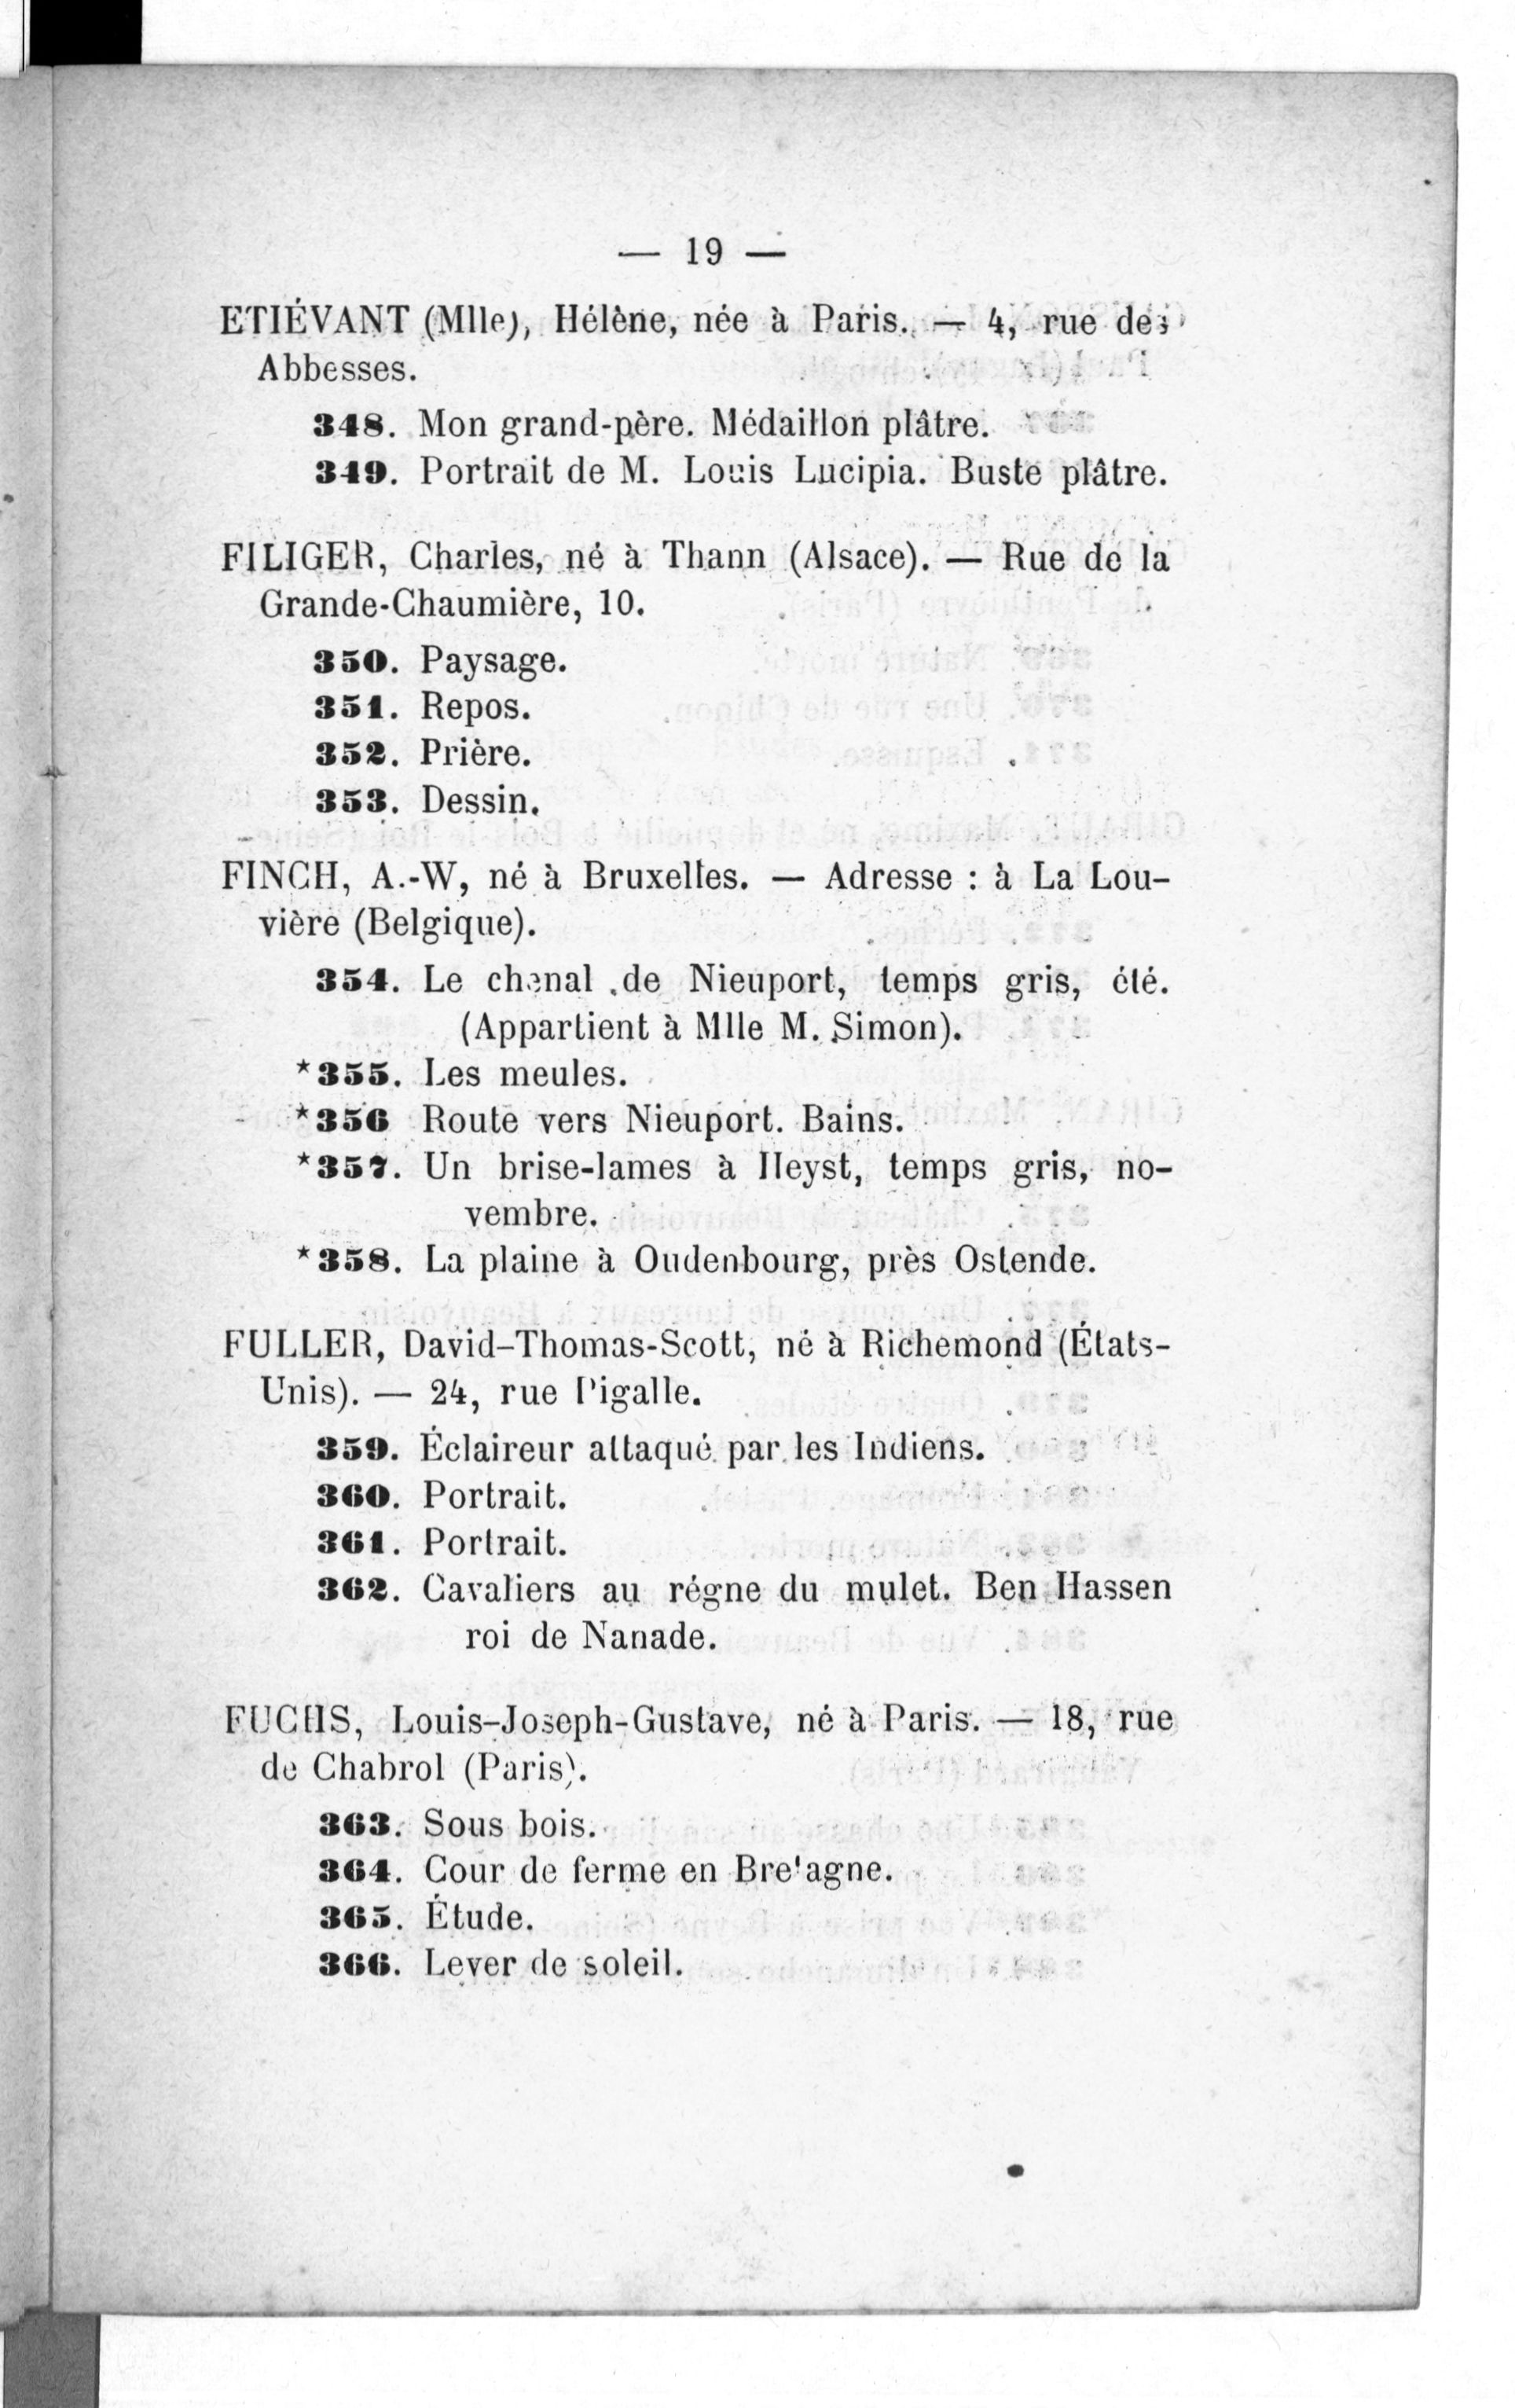 — 19 —
ETIÉVANT (Mlle), Hélène, née à Paris. — 4, rue des
Abbesses.
348. Mon grand-père. Médaillon plâtre.
349. Portrait de M. Louis Lucipia. Buste plâtre.
FILIGER, Charles, né à Thann (Alsace). — Rue de la
Grande-Chaumière, 10.
350. Paysage.
351. Repos.
352. Prière.
353. Dessin.
FINCH, A.-W, né à Bruxelles. — Adresse : à La Lou-
vière (Belgique).
354. Le chenal de Nieuport, temps gris, été.
(Appartient à Mlle M. Simon).
*355. Les meules.
*356 Route vers Nieuport. Bains.
*357. Un brise-lames à Heyst, temps gris, no-
vembre.
*358. La plaine à Oudenbourg, près Ostende.
FULLER, David-Thomas-Scott, né à Richemond (États-
Unis). — 24, rue Pigalle.
359. Éclaireur attaqué par les Indiens.
360. Portrait.
361. Portrait.
362. Cavaliers au régne du mulet. Ben Hassen
roi de Nanade.
FUCHS, Louis-Joseph-Gustave, né à Paris. — 18, rue
de Chabrol (Paris).
363. Sous bois.
364. Cour de ferme en Bretagne.
365. Étude.
366. Lever de soleil.